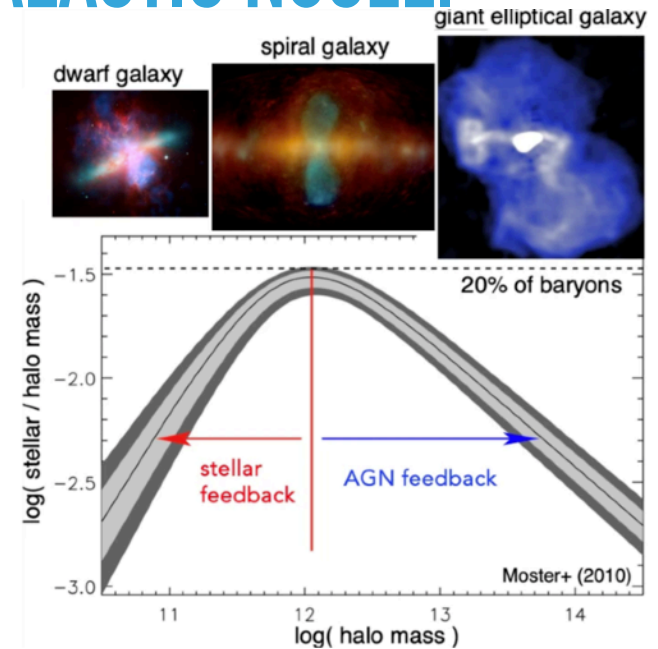 giant elliptical galaxy
spiral galaxy
dwarf galaxy
20% of baryons
−1.5
−2.0
−2.5
−3.0
log( stellar / halo mass )
stellar
feedback
AGN feedback
Moster+ (2010)
11 12 13 14
log( halo mass )